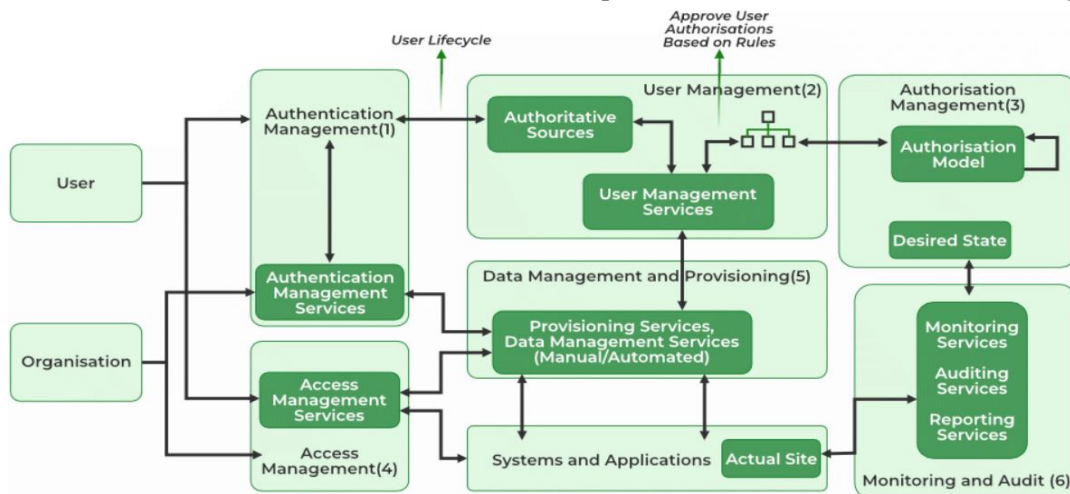 User Lifecycle
Approve User
Authorisations
Based on Rules
User
Organisation
Authentication
Management(1)
Authentication
Management
Services
Access
Management
Services
Access
Management(4)
User Management(2)
Authoritative
Sources
User Management
Services
Data Management and Provisioning(5)
Provisioning Services,
Data Management Services
(Manual/Automated)
Systems and Applications
Actual Site
Authorisation
Management(3)
Authorisation
Model
Desired State
Monitoring
Services
Auditing
Services
Reporting
Services
Monitoring and Audit (6)